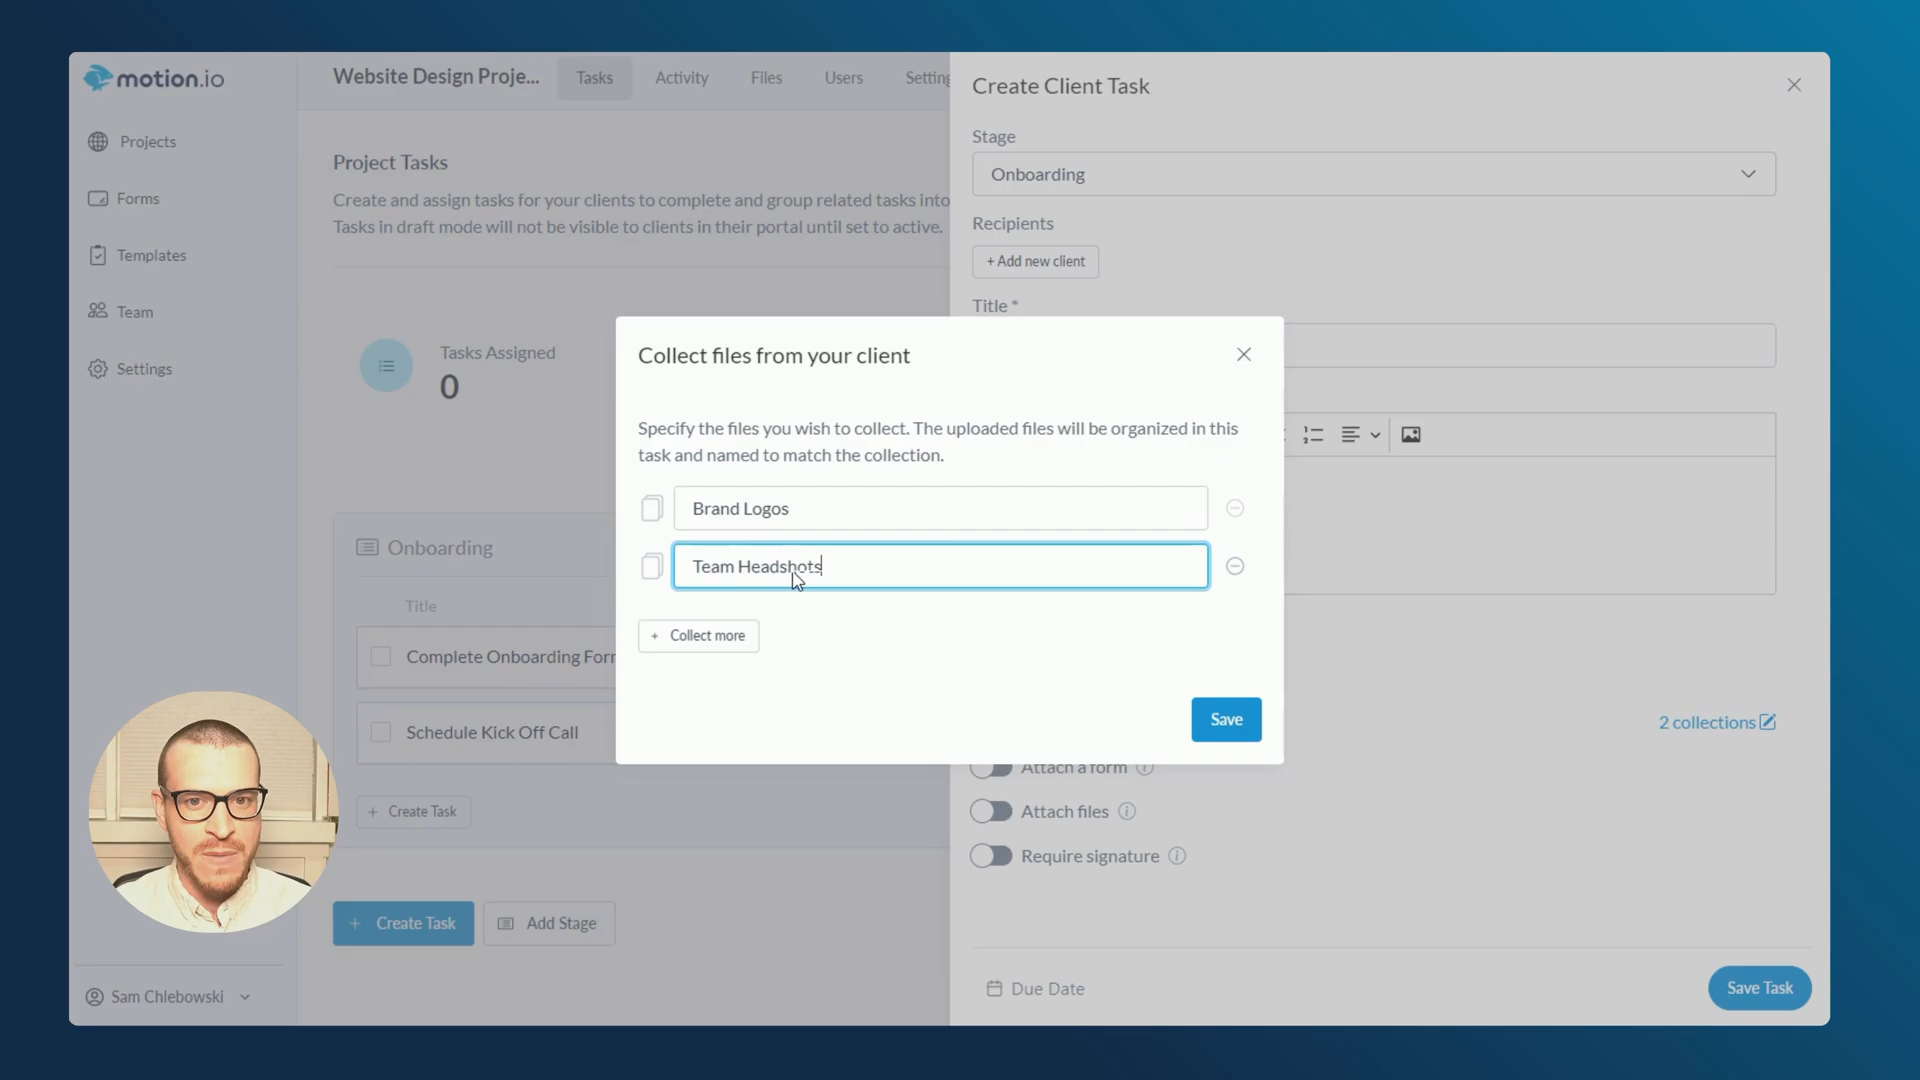 motion.io
Projects
Forms
Templates
Team
Settings
Sam Chlebowski
Website Design Proje...
Tasks
Activity
Files
Users
Project Tasks
Create and assign tasks for your clients to complete and group related tasks into
Tasks in draft mode will not be visible to clients in their portal until set to active.
Tasks Assigned
0
Onboarding
Title
Complete Onboarding
Schedule Kick Off Call
+ Create Task
+ Create Task
Add Stage
Create Client Task
Stage
Onboarding
Recipients
+ Add new client
Title *
2 collections
Attach a form
Attach files
Require signature
Due Date
Save Task
Collect files from your client
Specify the files you wish to collect. The uploaded files will be organized in this
task and named to match the collection.
Brand Logos
Team Headshots
+ Collect more
Save